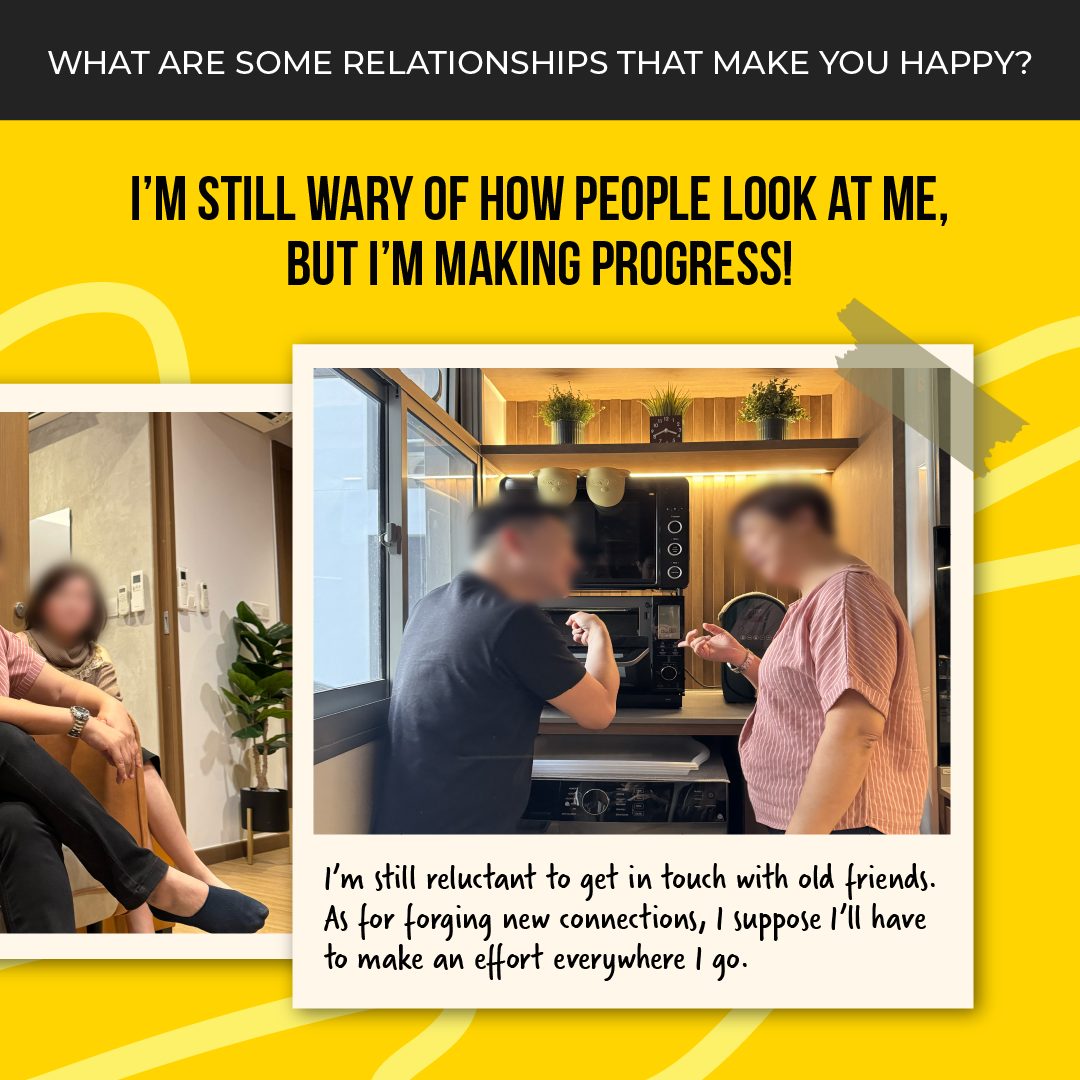 WHAT ARE SOME RELATIONSHIPS THAT MAKE YOU HAPPY?
I'M STILL WARY OF HOW PEOPLE LOOK AT ME,
BUT I'M MAKING PROGRESS!
I'm still reluctant to get in touch with old friends.
As for forging new connections, I suppose I'll have
to make an effort everywhere I go.